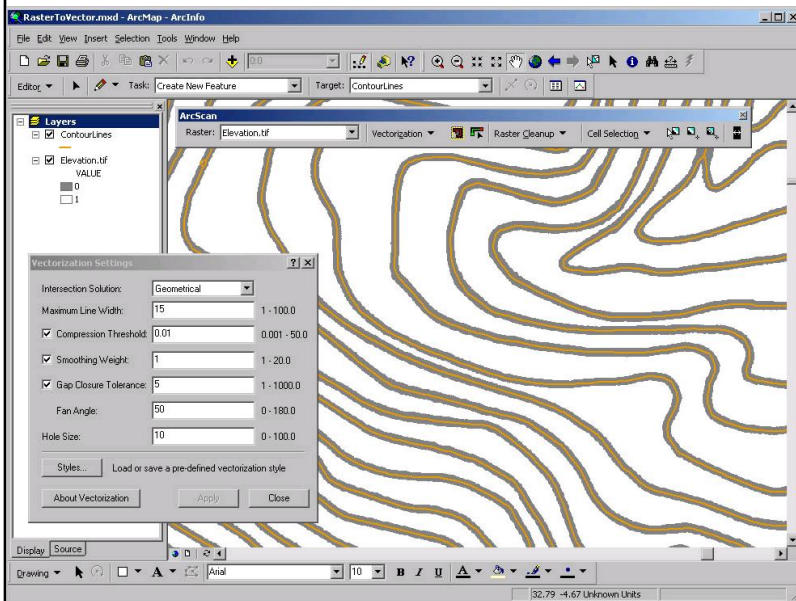 RasterToVector.mxd - ArcMap - ArcInfo
File Edit View Insert Selection Tools Window Help
0:0
Editor Task: Create New Feature Target: ContourLines
Layers
ContourLines
Elevation.tif
VALUE
0
1
ArcScan
Raster: Elevation.tif Vectorization Raster Cleanup Cell Selection
Vectorization Settings
Intersection Solution: Geometrical
Maximum Line Width: 15 1 - 100.0
Compression Threshold: 0.01 0.001 - 50.0
Smoothing Weight: 1 1 - 20.0
Gap Closure Tolerance: 5 1 - 1000.0
Fan Angle: 50 0 - 180.0
Hole Size: 10 0 - 100.0
Styles... Load or save a pre-defined vectorization style
About Vectorization Apply Close
Display Source
Drawing A Arial 10 B I U A
32.79 -4.67 Unknown Units